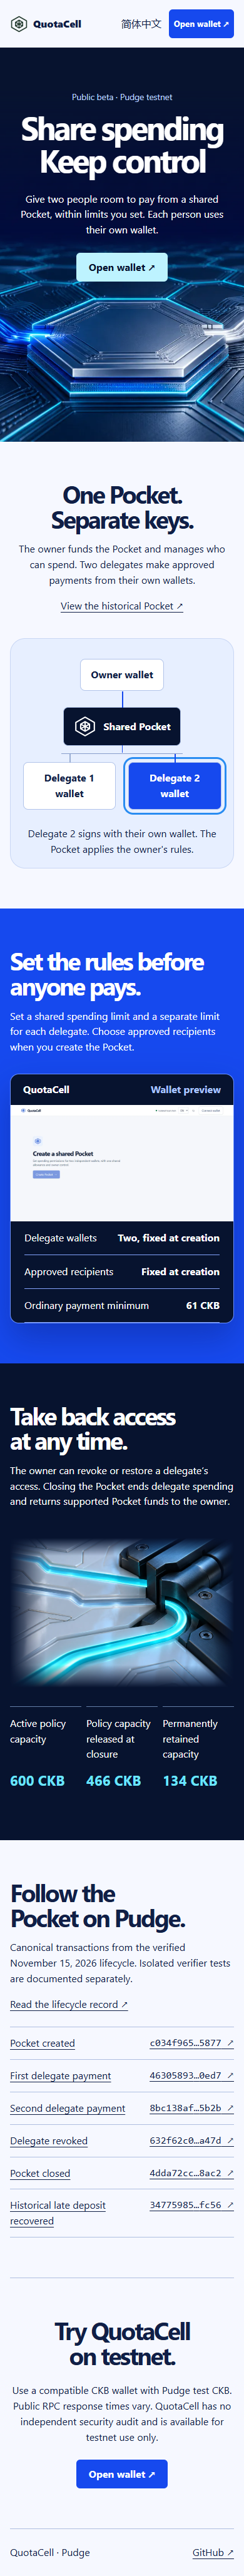 QuotaCell
简体中文
Open wallet ↗
Public beta · Pudge testnet
Share spending
Keep control
Give two people room to pay from a shared
Pocket, within limits you set. Each person uses
their own wallet.
Open wallet ↗
One Pocket.
Separate keys.
The owner funds the Pocket and manages who
can spend. Two delegates make approved
payments from their own wallets.
View the historical Pocket ↗
Owner wallet
Shared Pocket
Delegate 1
wallet
Delegate 2
wallet
Delegate 2 signs with their own wallet. The
Pocket applies the owner's rules.
Set the rules before
anyone pays.
Set a shared spending limit and a separate limit
for each delegate. Choose approved recipients
when you create the Pocket.
QuotaCell
Wallet preview
QuotaCell
Create a shared Pocket
Delegate wallets
Two, fixed at creation
Approved recipients
Fixed at creation
Ordinary payment minimum
61 CKB
Take back access
at any time.
The owner can revoke or restore a delegate's
access. Closing the Pocket ends delegate spending
and returns supported Pocket funds to the owner.
Active policy
capacity
600 CKB
Policy capacity
released at
closure
466 CKB
Permanently
retained
capacity
134 CKB
Follow the
Pocket on Pudge.
Canonical transactions from the verified
November 15, 2026 lifecycle. Isolated verifier tests
are documented separately.
Read the lifecycle record ↗
Pocket created
c034f965…5877 ↗
First delegate payment
46305893…0ed7 ↗
Second delegate payment
8bc138af…5b2b ↗
Delegate revoked
632f62c0…a47d ↗
Pocket closed
4dda72cc…8ac2 ↗
Historical late deposit
recovered
34775985…fc56 ↗
Try QuotaCell
on testnet.
Use a compatible CKB wallet with Pudge test CKB.
Public RPC response times vary. QuotaCell has no
independent security audit and is available for
testnet use only.
Open wallet ↗
QuotaCell · Pudge
GitHub ↗